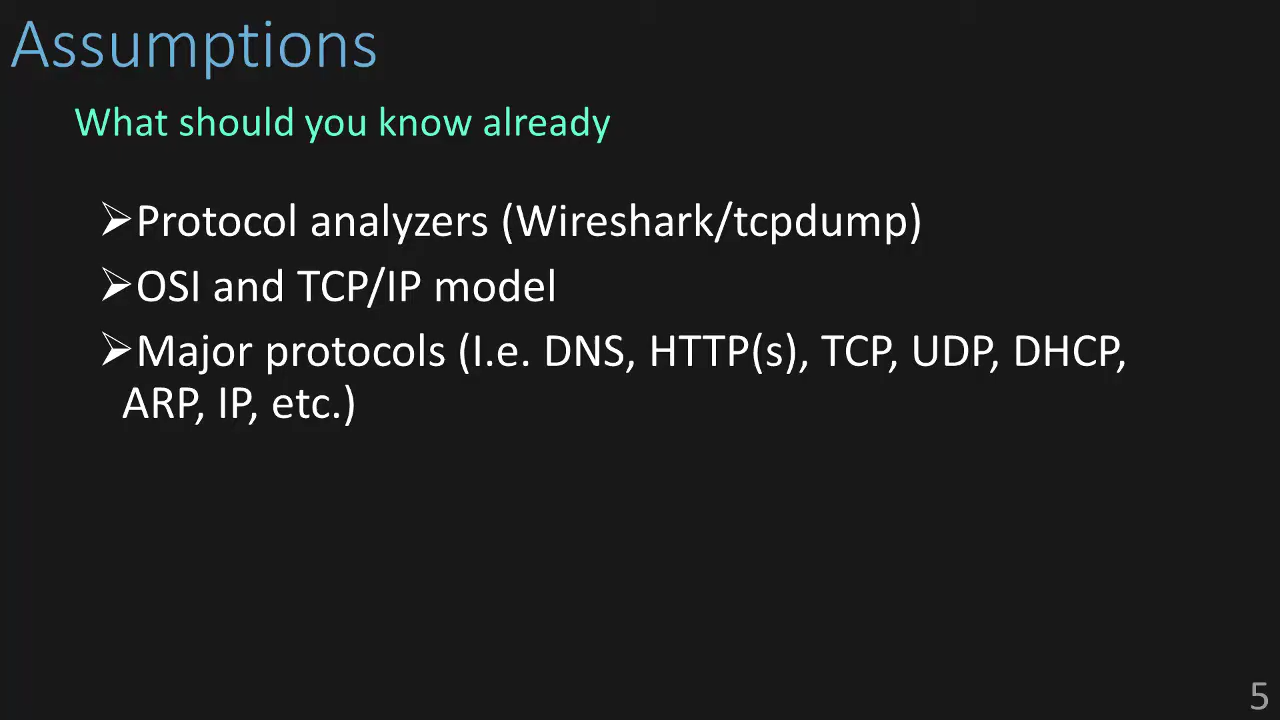 Assumptions
What should you know already
➢Protocol analyzers (Wireshark/tcpdump)
➢OSI and TCP/IP model
➢Major protocols (I.e. DNS, HTTP(s), TCP, UDP, DHCP,
ARP, IP, etc.)
5